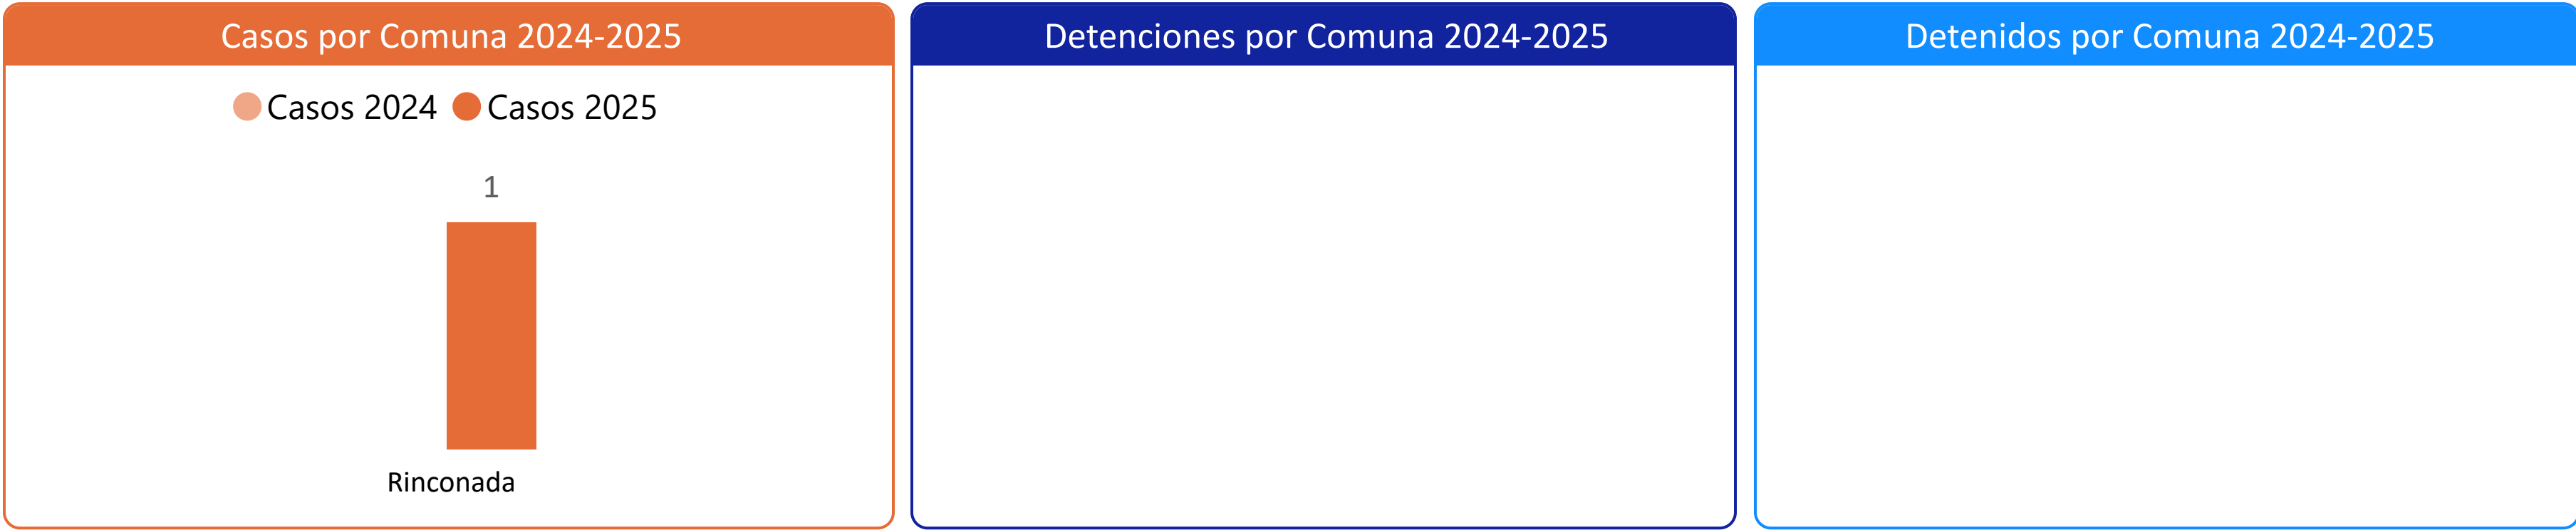 Casos por Comuna 2024-2025
Casos 2024 Casos 2025
1
Rinconada
Detenciones por Comuna 2024-2025
Detenidos por Comuna 2024-2025